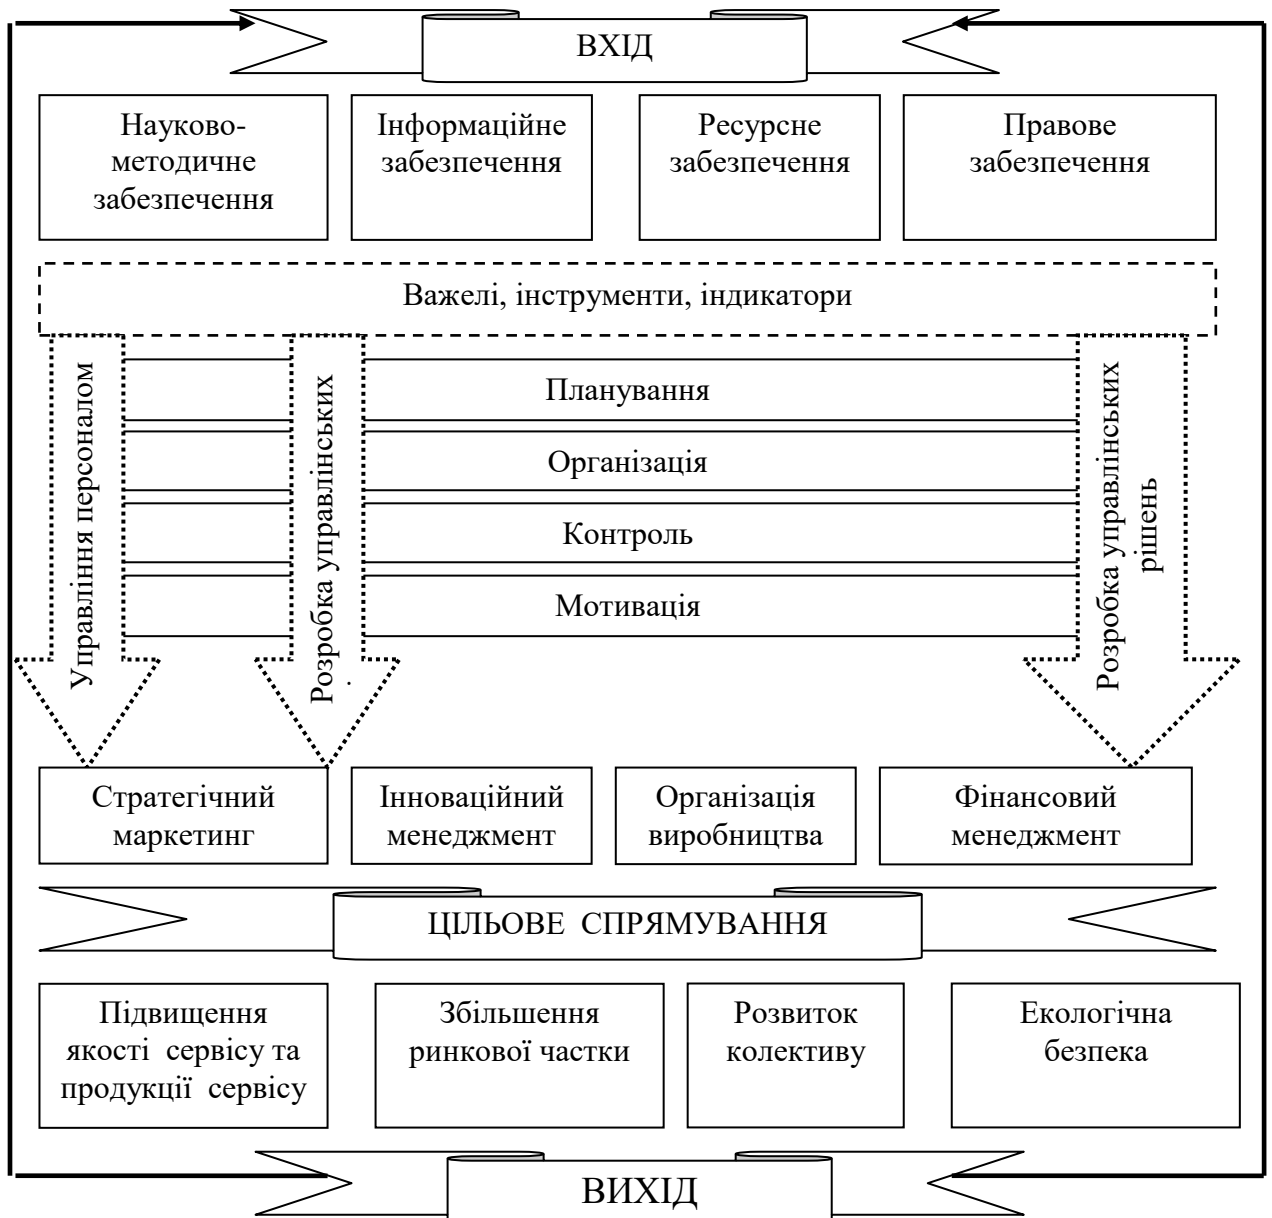 ВХІД
Науково-
методичне
забезпечення
Інформаційне
забезпечення
Ресурсне
забезпечення
Правове
забезпечення
Важелі, інструменти, індикатори
Управління персоналом
Розробка управлінських
Планування
Організація
Контроль
Мотивація
Розробка управлінських
рішень
Стратегічний
маркетинг
Інноваційний
менеджмент
Організація
виробництва
Фінансовий
менеджмент
ЦІЛЬОВЕ СПРЯМУВАННЯ
Підвищення
якості сервісу та
продукції сервісу
Збільшення
ринкової частки
Розвиток
колективу
Екологічна
безпека
ВИХІД